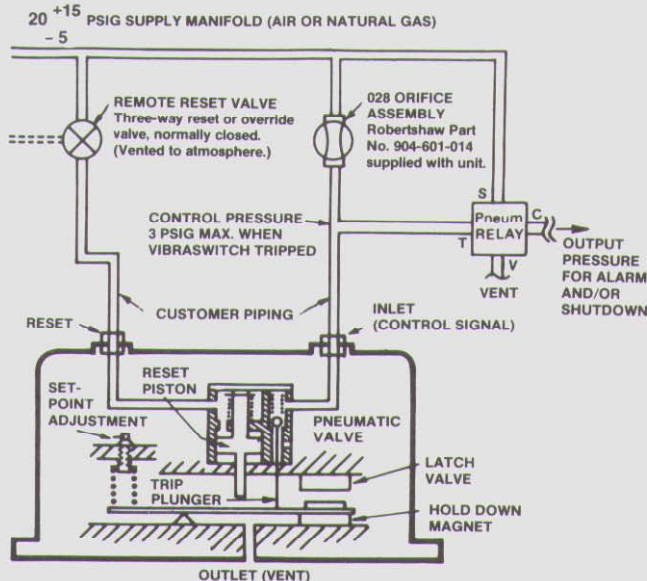 20 +15 PSIG SUPPLY MANIFOLD (AIR OR NATURAL GAS)
– 5
REMOTE RESET VALVE
Three-way reset or override
valve, normally closed.
(Vented to atmosphere.)
028 ORIFICE
ASSEMBLY
Robertshaw Part
No. 904-601-014
supplied with unit.
S
CONTROL PRESSURE
3 PSIG MAX. WHEN
VIBRASWITCH TRIPPED
Pneum
RELAY
C
T
V
VENT
OUTPUT
PRESSURE
FOR ALARM
AND/OR
SHUTDOWN
CUSTOMER PIPING
RESET
INLET
(CONTROL SIGNAL)
RESET
PISTON
SET-
POINT
ADJUSTMENT
PNEUMATIC
VALVE
LATCH
VALVE
TRIP
PLUNGER
HOLD DOWN
MAGNET
OUTLET (VENT)